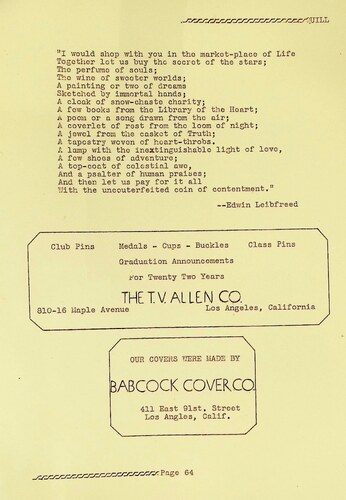 QUILL
"I would shop with you in the market-place of Life
Together let us buy the secret of the stars;
The perfume of souls;
The wine of sweeter worlds;
A painting or two of dreams
Sketched by immortal hands;
A cloak of snow-chaste charity;
A few books from the Library of the Heart;
A poem or a song drawn from the air;
A coverlet of rest from the loom of night;
A jewel from the casket of Truth;
A tapestry woven of heart-throbs.
A lamp with the inextinguishable light of love,
A few shoes of adventure;
A top-coat of celestial awe,
And a psalter of human praises;
And then let us pay for it all
With the uncouterfeited coin of contentment."
--Edwin Leibfreed
Club Pins Medals - Cups - Buckles Class Pins
Graduation Announcements
For Twenty Two Years
THE T.V. ALLEN CO.
810-16 Maple Avenue Los Angeles, California
OUR COVERS WERE MADE BY
BABCOCK COVER CO.
411 East 91st. Street
Los Angles, Calif.
Page 64